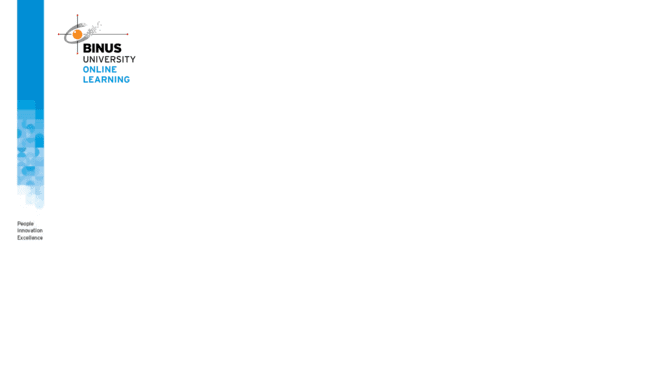 BINUS
UNIVERSITY
ONLINE
LEARNING
People
Innovation
Excellence